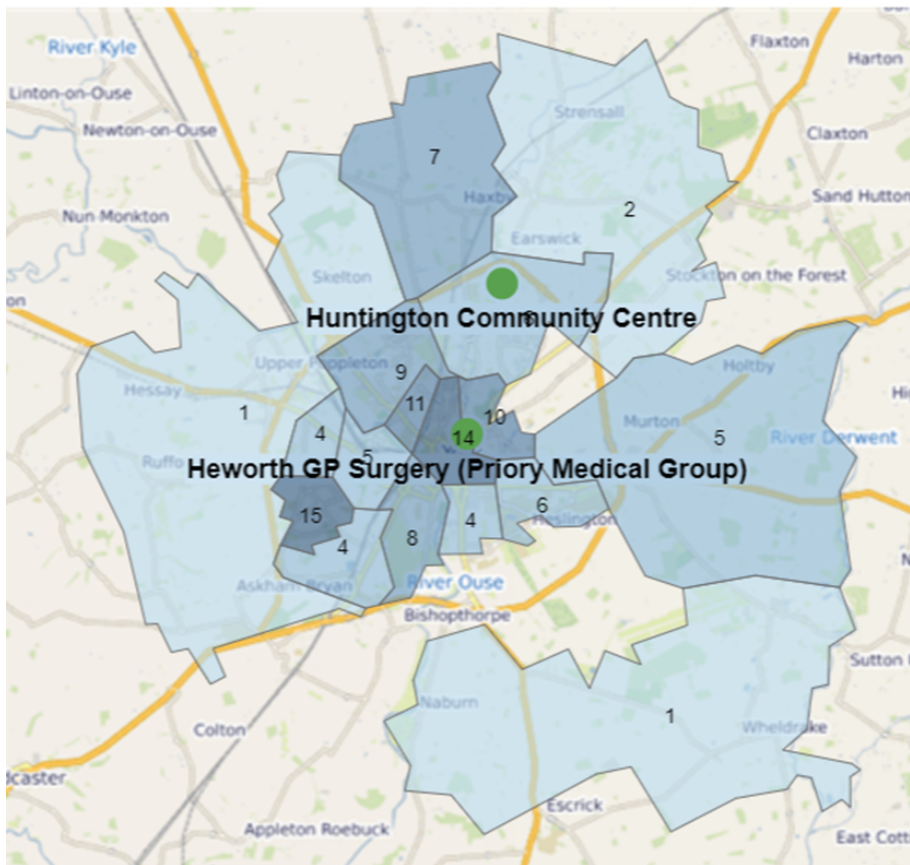 River Kyle
Flaxton
Harton
Linton-on-Ouse
Strensall
Newton-on-Ouse
Claxton
7
Haxby
Sand Hutton
2
Nun Monkton
Earswick
Skelton
Stockton on the Forest
Huntington Community Centre
Upper Poppleton
Holtby
9
Hessay
11
10
1
Murton
4
14
5
River Derwent
5
Rufforth
Heworth GP Surgery (Priory Medical Group)
6
15
4
Heslington
8
4
Askham Bryan
River Ouse
Bishopthorpe
Sutton
Naburn
1
Wheldrake
Colton
dcaster
Escrick
Appleton Roebuck
East Cott